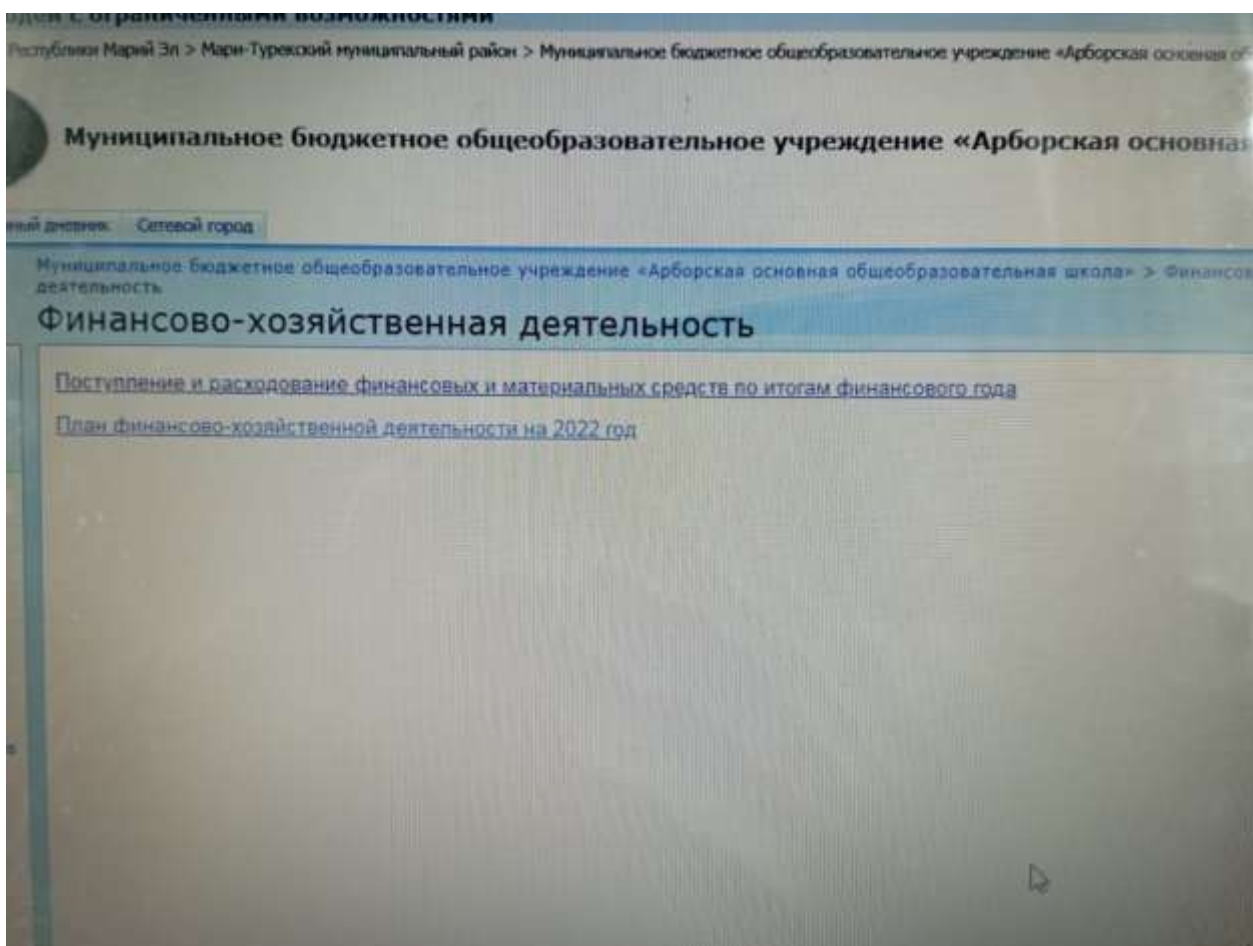 с ограниченными возможностями
Республики Марий Эл > Мари-Турекский муниципальный район > Муниципальное бюджетное общеобразовательное учреждение «Арборская основная
Муниципальное бюджетное общеобразовательное учреждение «Арборская основная
дневник Сетевой город
Муниципальное бюджетное общеобразовательное учреждение «Арборская основная общеобразовательная школа» > Финансов
деятельность
Финансово-хозяйственная деятельность
Поступление и расходование финансовых и материальных средств по итогам финансового года
План финансово-хозяйственной деятельности на 2022 год